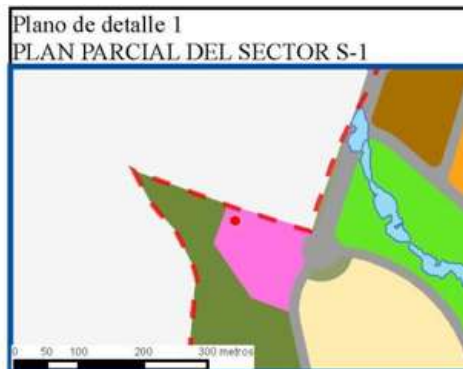 Plano de detalle 1
PLAN PARCIAL DEL SECTOR S-1
0 50 100 200 300 metros